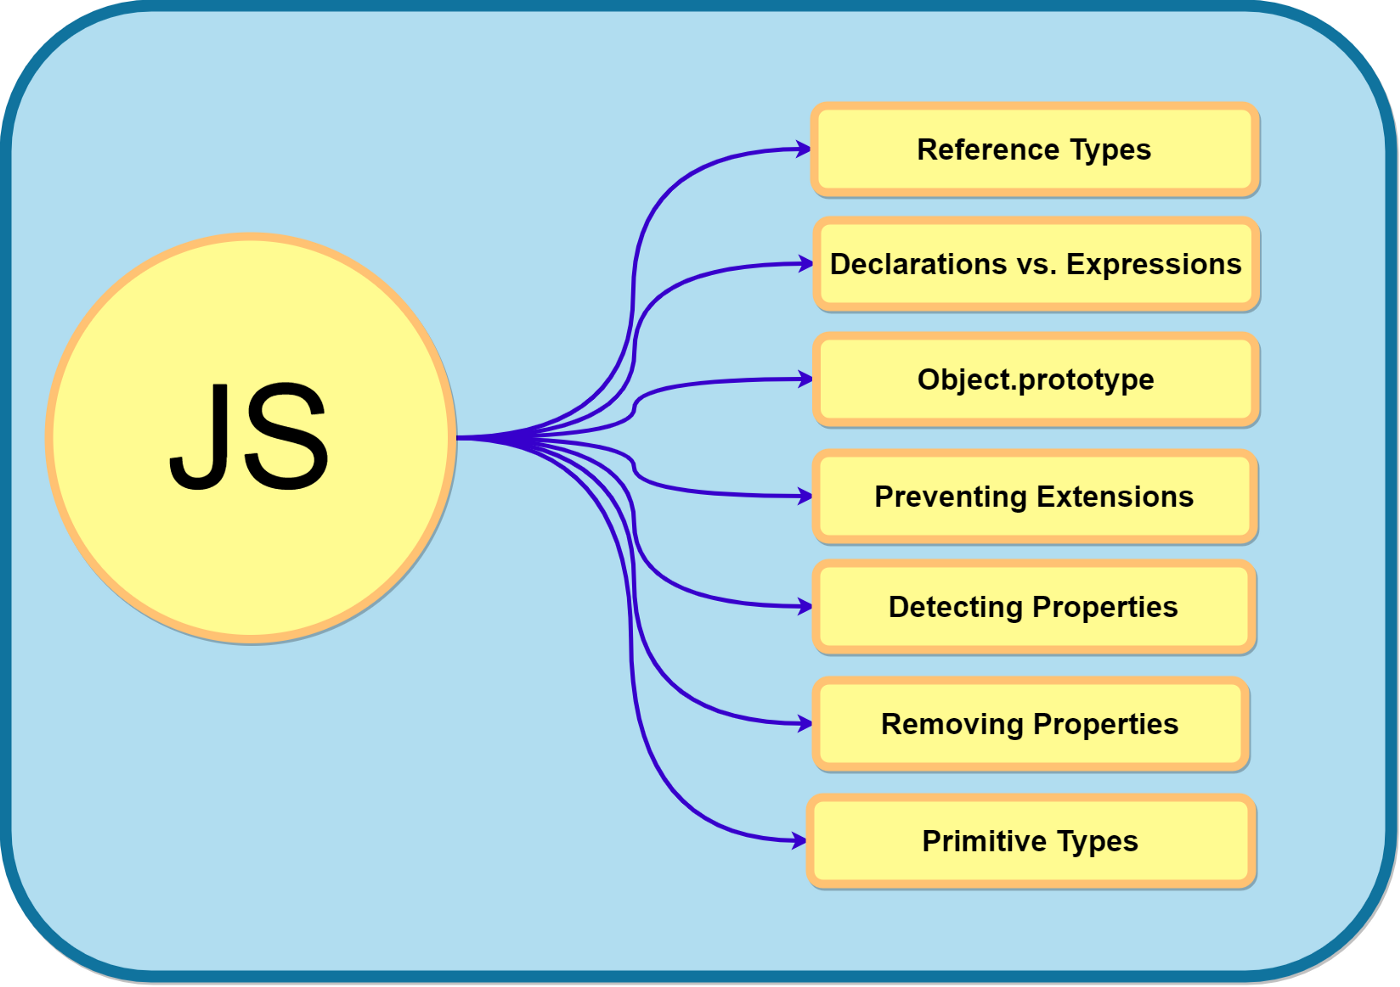 JS
Reference Types
Declarations vs. Expressions
Object.prototype
Preventing Extensions
Detecting Properties
Removing Properties
Primitive Types